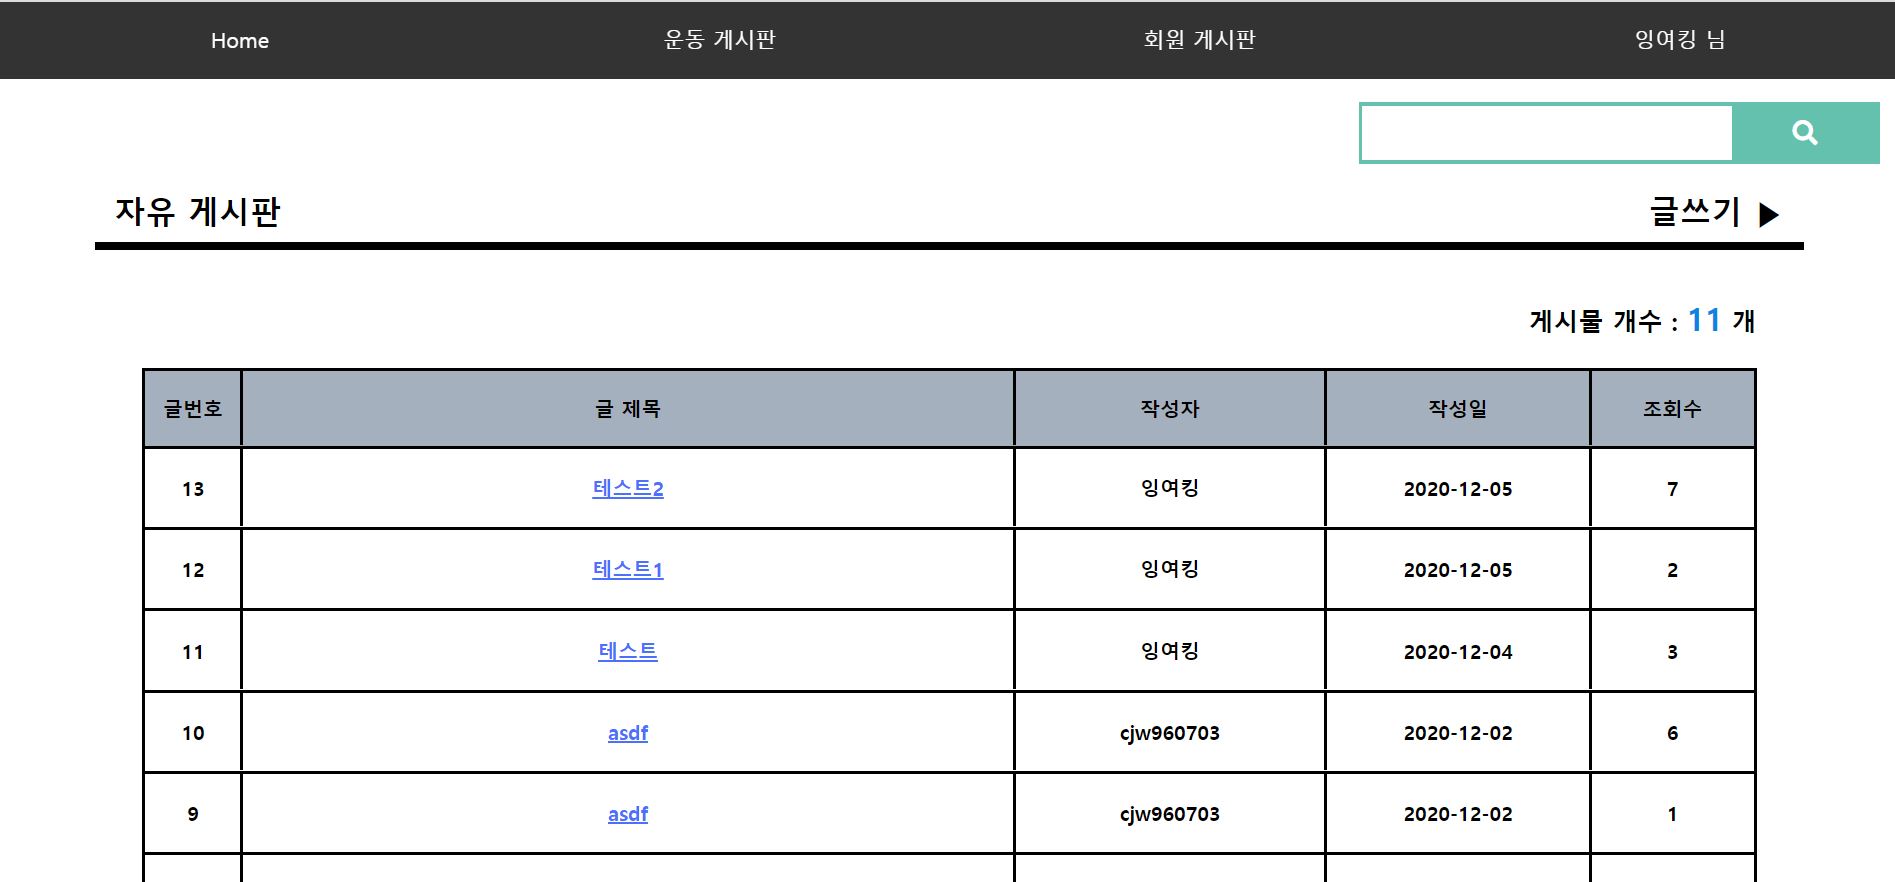 Home 운동 게시판 회원 게시판 잉여킹 님
자유 게시판 글쓰기 ▶
게시물 개수 : 11 개
글번호 글 제목 작성자 작성일 조회수
13 테스트2 잉여킹 2020-12-05 7
12 테스트1 잉여킹 2020-12-05 2
11 테스트 잉여킹 2020-12-04 3
10 asdf cjw960703 2020-12-02 6
9 asdf cjw960703 2020-12-02 1